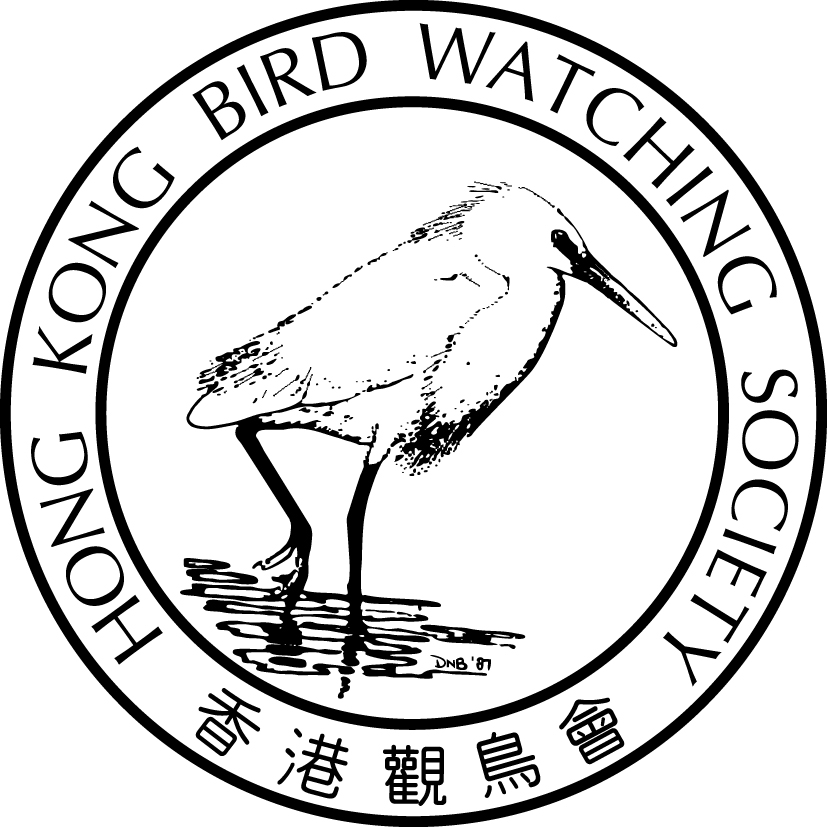 HONG KONG BIRD WATCHING SOCIETY
DNB '87
香港觀鳥會